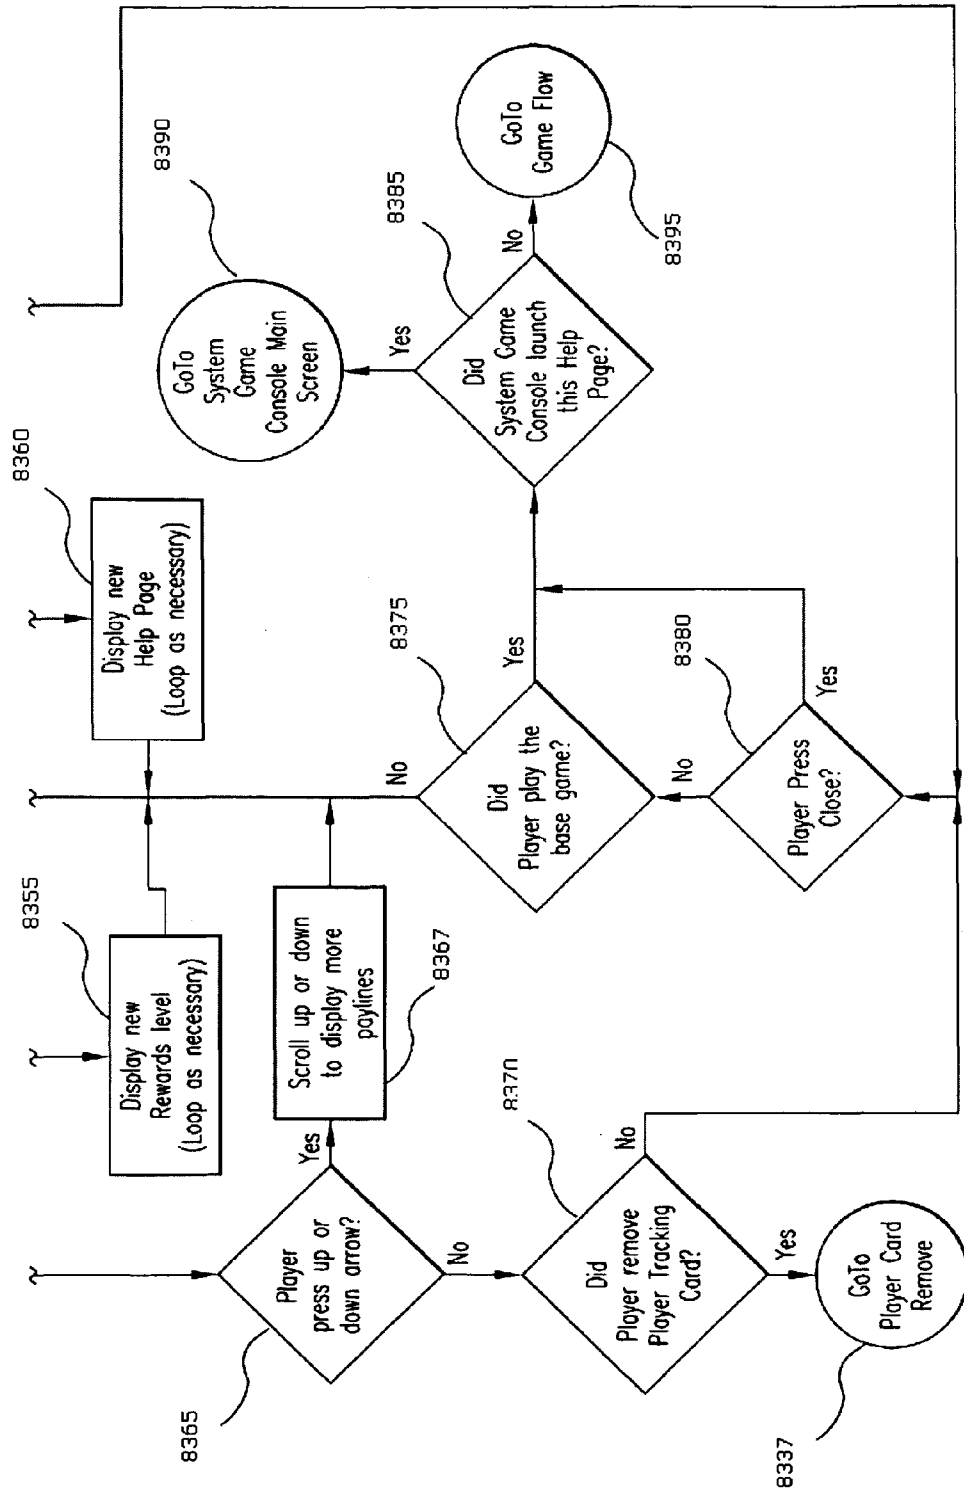 8355
Display new
Rewards level
(Loop as necessary)
8360
Display new
Help Page
(Loop as necessary)
8365
Player
press up or
down arrow?
Yes
No
Scroll up or down
to display more
paylines
8367
8370
Did
Player remove
Player Tracking
Card?
No
Yes
GoTo
Player Card
Remove
8337
No
8375
Did
Player play the
base game?
Yes
No
8380
Player Press
Close?
Yes
8390
GoTo
System
Game
Console Main
Screen
Yes
8385
Did
System Game
Console launch
this Help
Page?
No
GoTo
Game Flow
8395